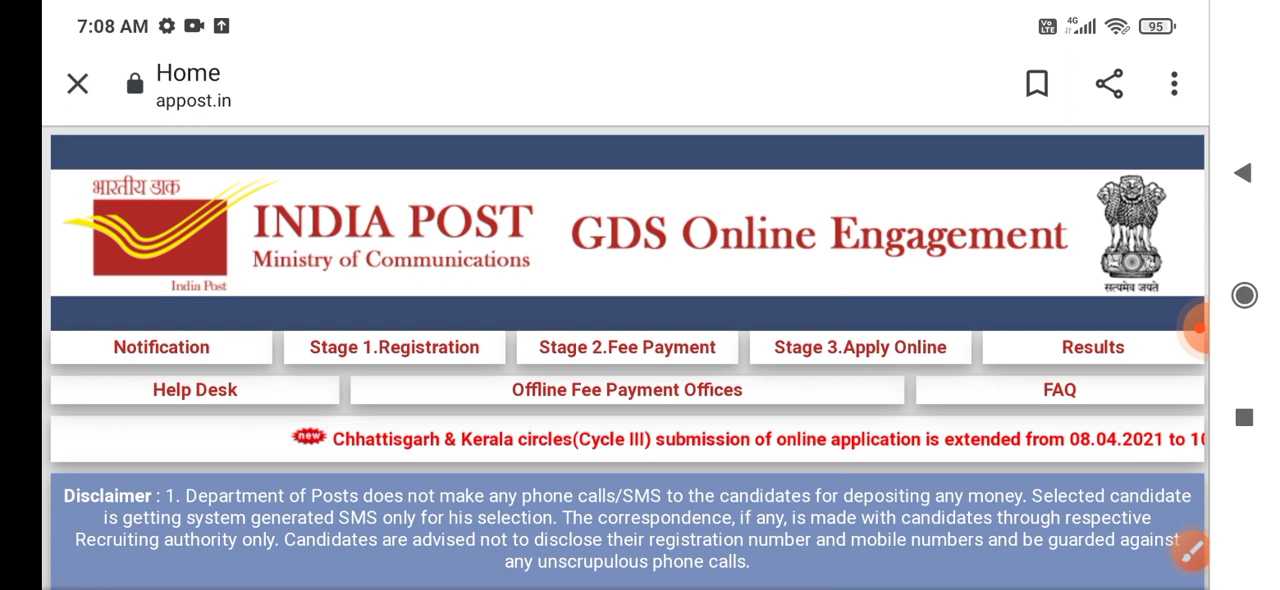 7:08 AM
4G
95
Home
appost.in
भारतीय डाक
India Post
INDIA POST
Ministry of Communications
GDS Online Engagement
सत्यमेव जयते
Notification
Stage 1.Registration
Stage 2.Fee Payment
Stage 3.Apply Online
Results
Help Desk
Offline Fee Payment Offices
FAQ
new Chhattisgarh & Kerala circles(Cycle III) submission of online application is extended from 08.04.2021 to
Disclaimer : 1. Department of Posts does not make any phone calls/SMS to the candidates for depositing any money. Selected candidate
is getting system generated SMS only for his selection. The correspondence, if any, is made with candidates through respective
Recruiting authority only. Candidates are advised not to disclose their registration number and mobile numbers and be guarded against
any unscrupulous phone calls.